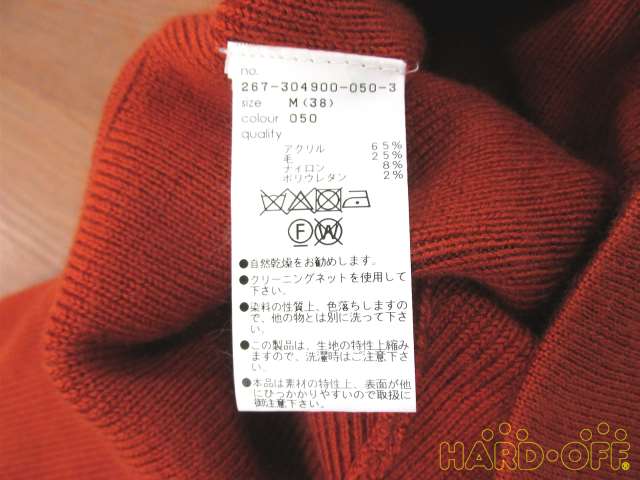 no.
267-304900-050-3
size M(38)
colour 050
quality
アクリル 65%
毛 25%
ナイロン 8%
ポリウレタン 2%
F W
●自然乾燥をお勧めします。
●クリーニングネットを使用して
下さい。
●染料の性質上、色落ちしますの
で、他の物とは別に洗って下さ
い。
●この製品は、生地の特性上縮み
ますので、洗濯時はご注意下さ
い。
●本品は素材の特性上、表面が他
にひっかかりやすいので取扱に
御注意下さい。
HARD-OFF